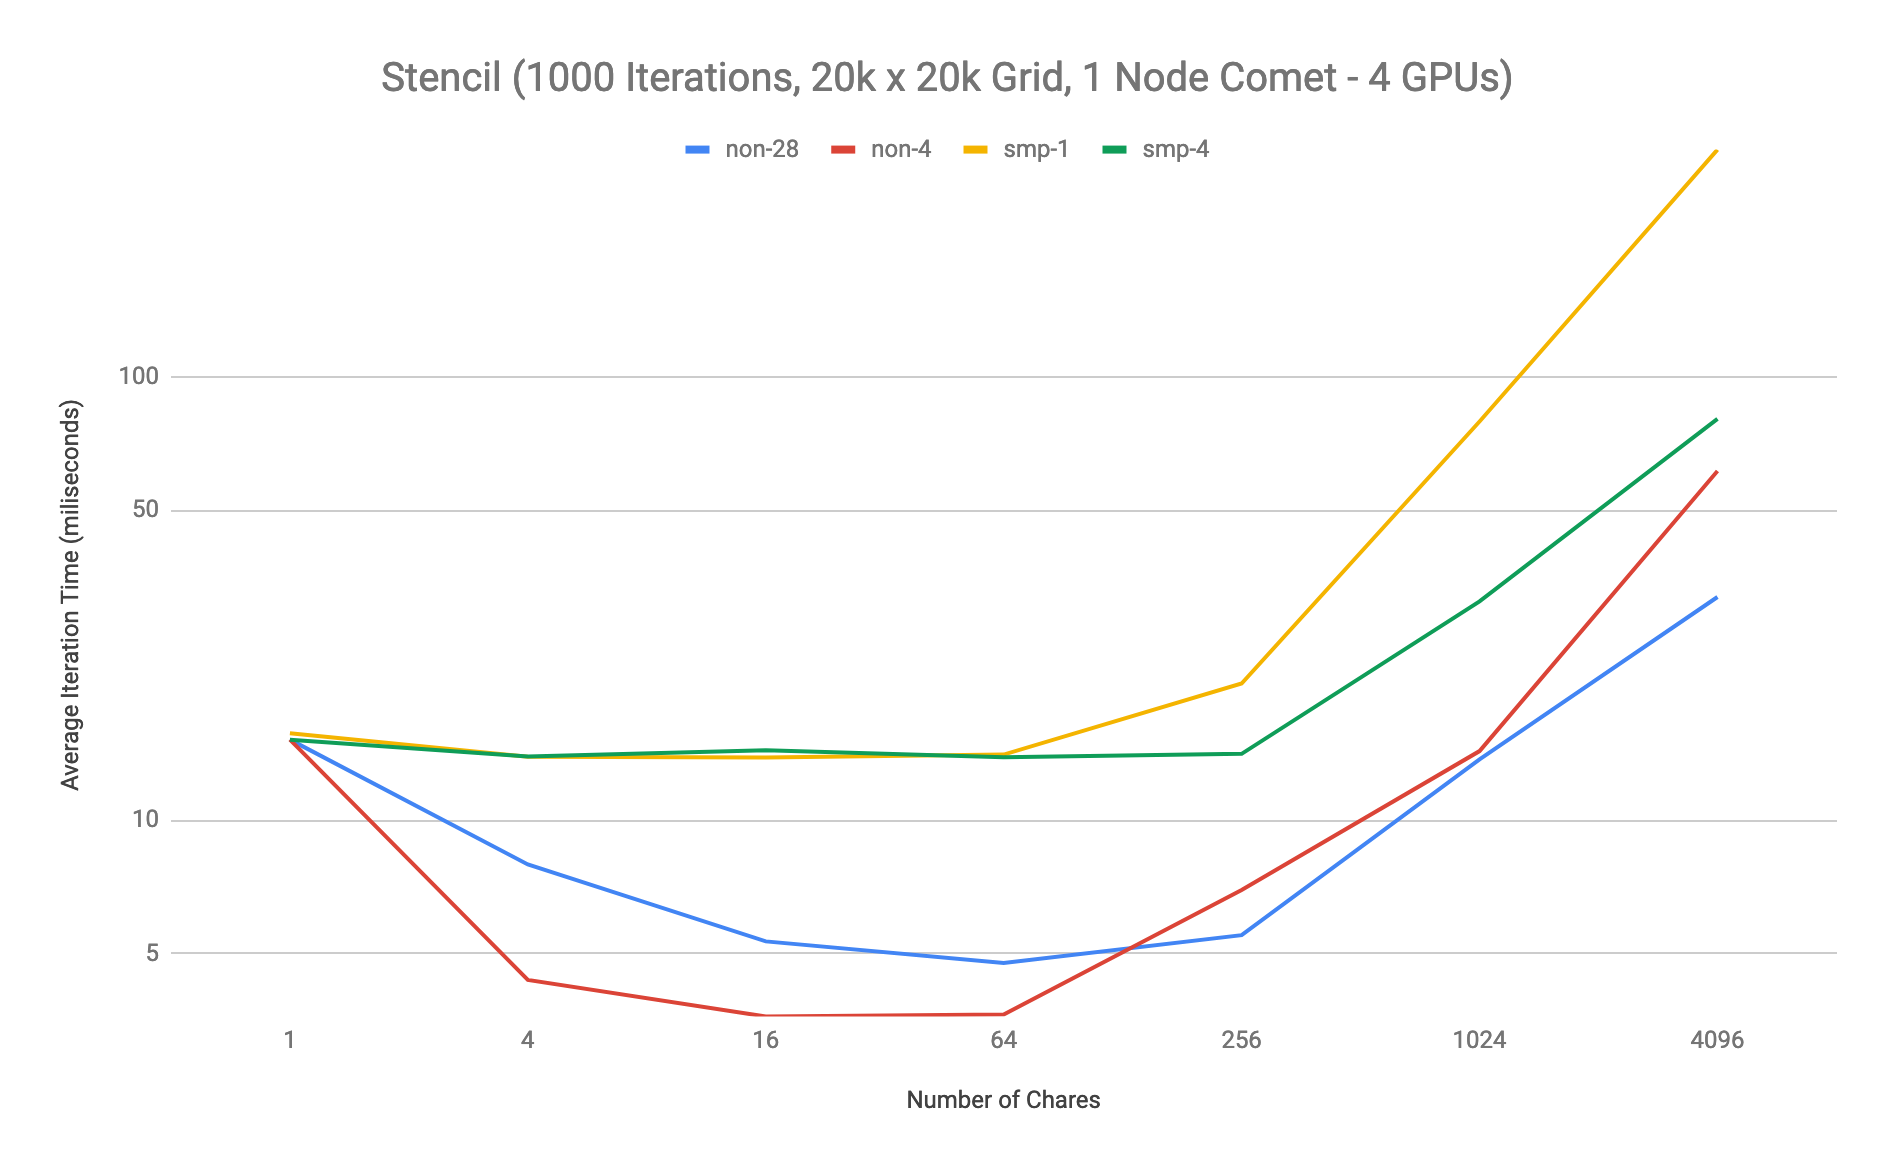 Stencil (1000 Iterations, 20k x 20k Grid, 1 Node Comet - 4 GPUs)
non-28 non-4 smp-1 smp-4
100
50
10
5
Average Iteration Time (miliseconds)
1 4 16 64 256 1024 4096
Number of Chares